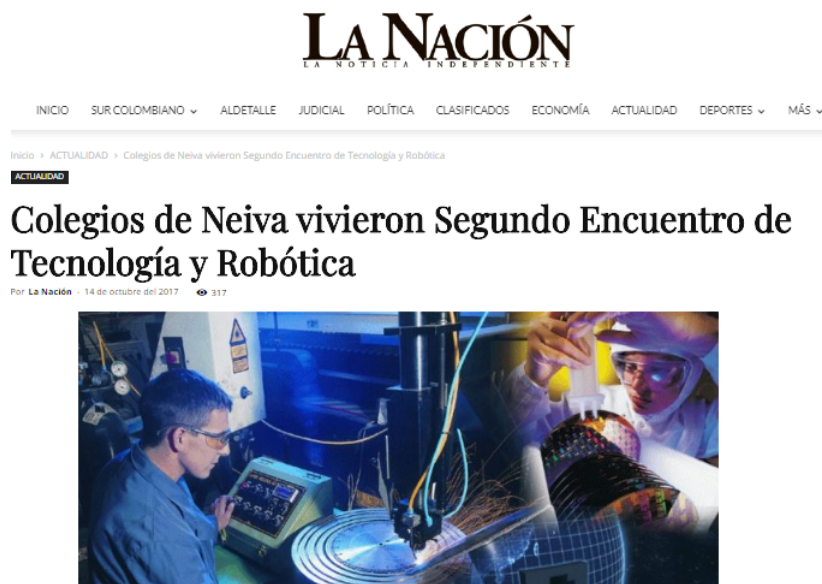 LA NACIÓN
LA NOTICIA INDEPENDIENTE
INICIO SUR COLOMBIANO ALDETALLE JUDICIAL POLÍTICA CLASIFICADOS ECONOMÍA ACTUALIDAD DEPORTES MÁS
Inicio › ACTUALIDAD › Colegios de Neiva vivieron Segundo Encuentro de Tecnología y Robótica
ACTUALIDAD
Colegios de Neiva vivieron Segundo Encuentro de
Tecnología y Robótica
Por La Nación - 14 de octubre del 2017 317